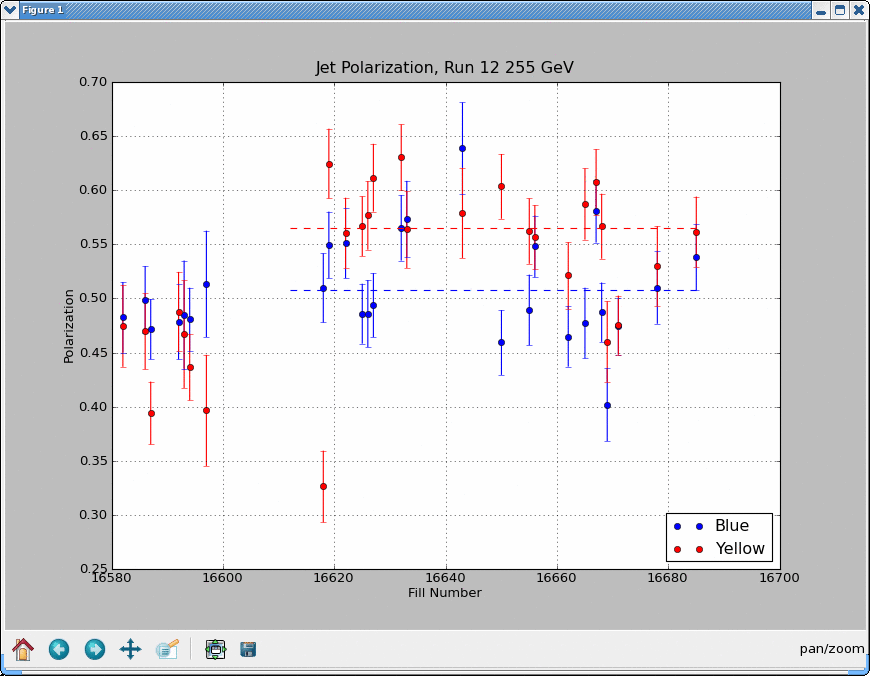 Figure 1
Jet Polarization, Run 12 255 GeV
0.70
0.65
0.60
0.55
0.50
0.45
0.40
0.35
0.30
0.25
Polarization
16580 16600 16620 16640 16660 16680 16700
Fill Number
Blue
Yellow
pan/zoom